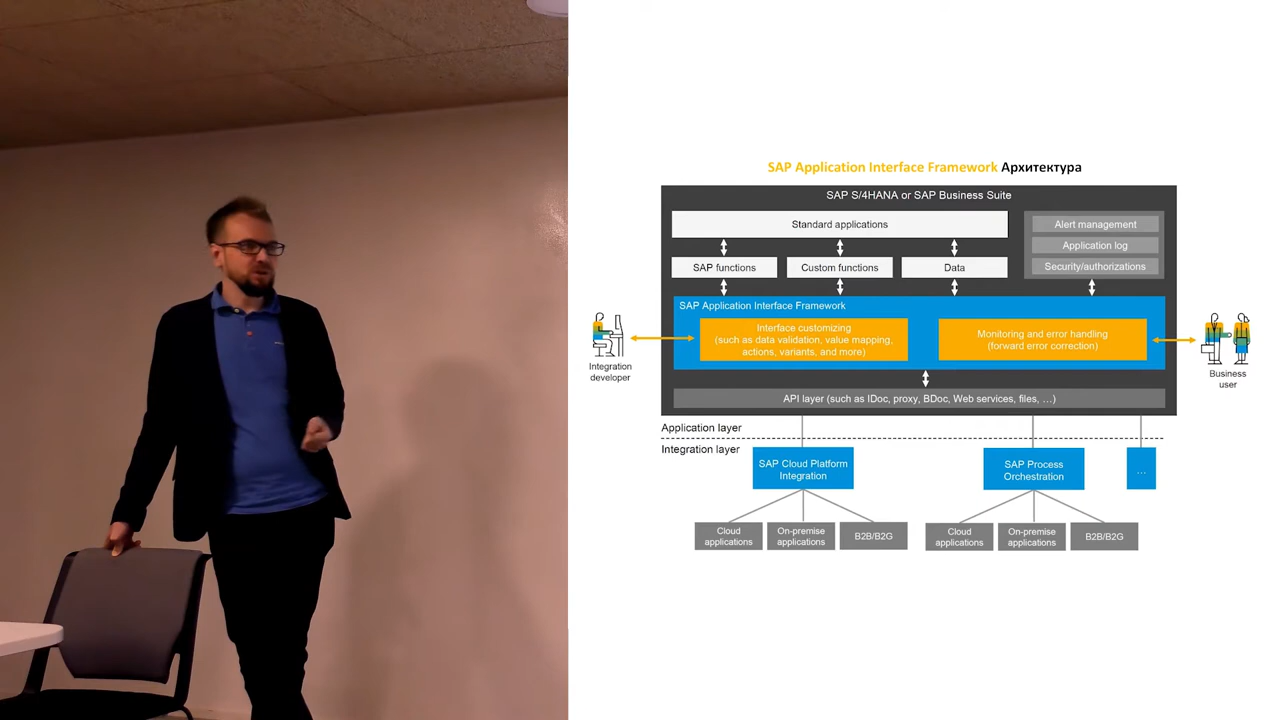 SAP Application Interface Framework Архитектура
SAP S/4HANA or SAP Business Suite
Standard applications
Alert management
Application log
Security/authorizations
SAP functions
Custom functions
Data
SAP Application Interface Framework
Interface customizing
(such as data validation, value mapping,
actions, variants, and more)
Monitoring and error handling
(forward error correction)
Integration
developer
Business
user
API layer (such as IDoc, proxy, BDoc, Web services, files, …)
Application layer
Integration layer
SAP Cloud Platform
Integration
SAP Process
Orchestration
…
Cloud
applications
On-premise
applications
B2B/B2G
Cloud
applications
On-premise
applications
B2B/B2G